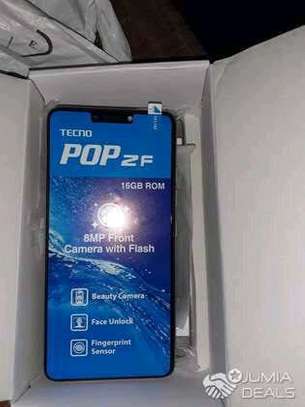 TECNO
POP 2F
16GB ROM
8MP Front
Camera with Flash
Beauty Camera
Face Unlock
Fingerprint
Sensor
JUMIA
DEALS